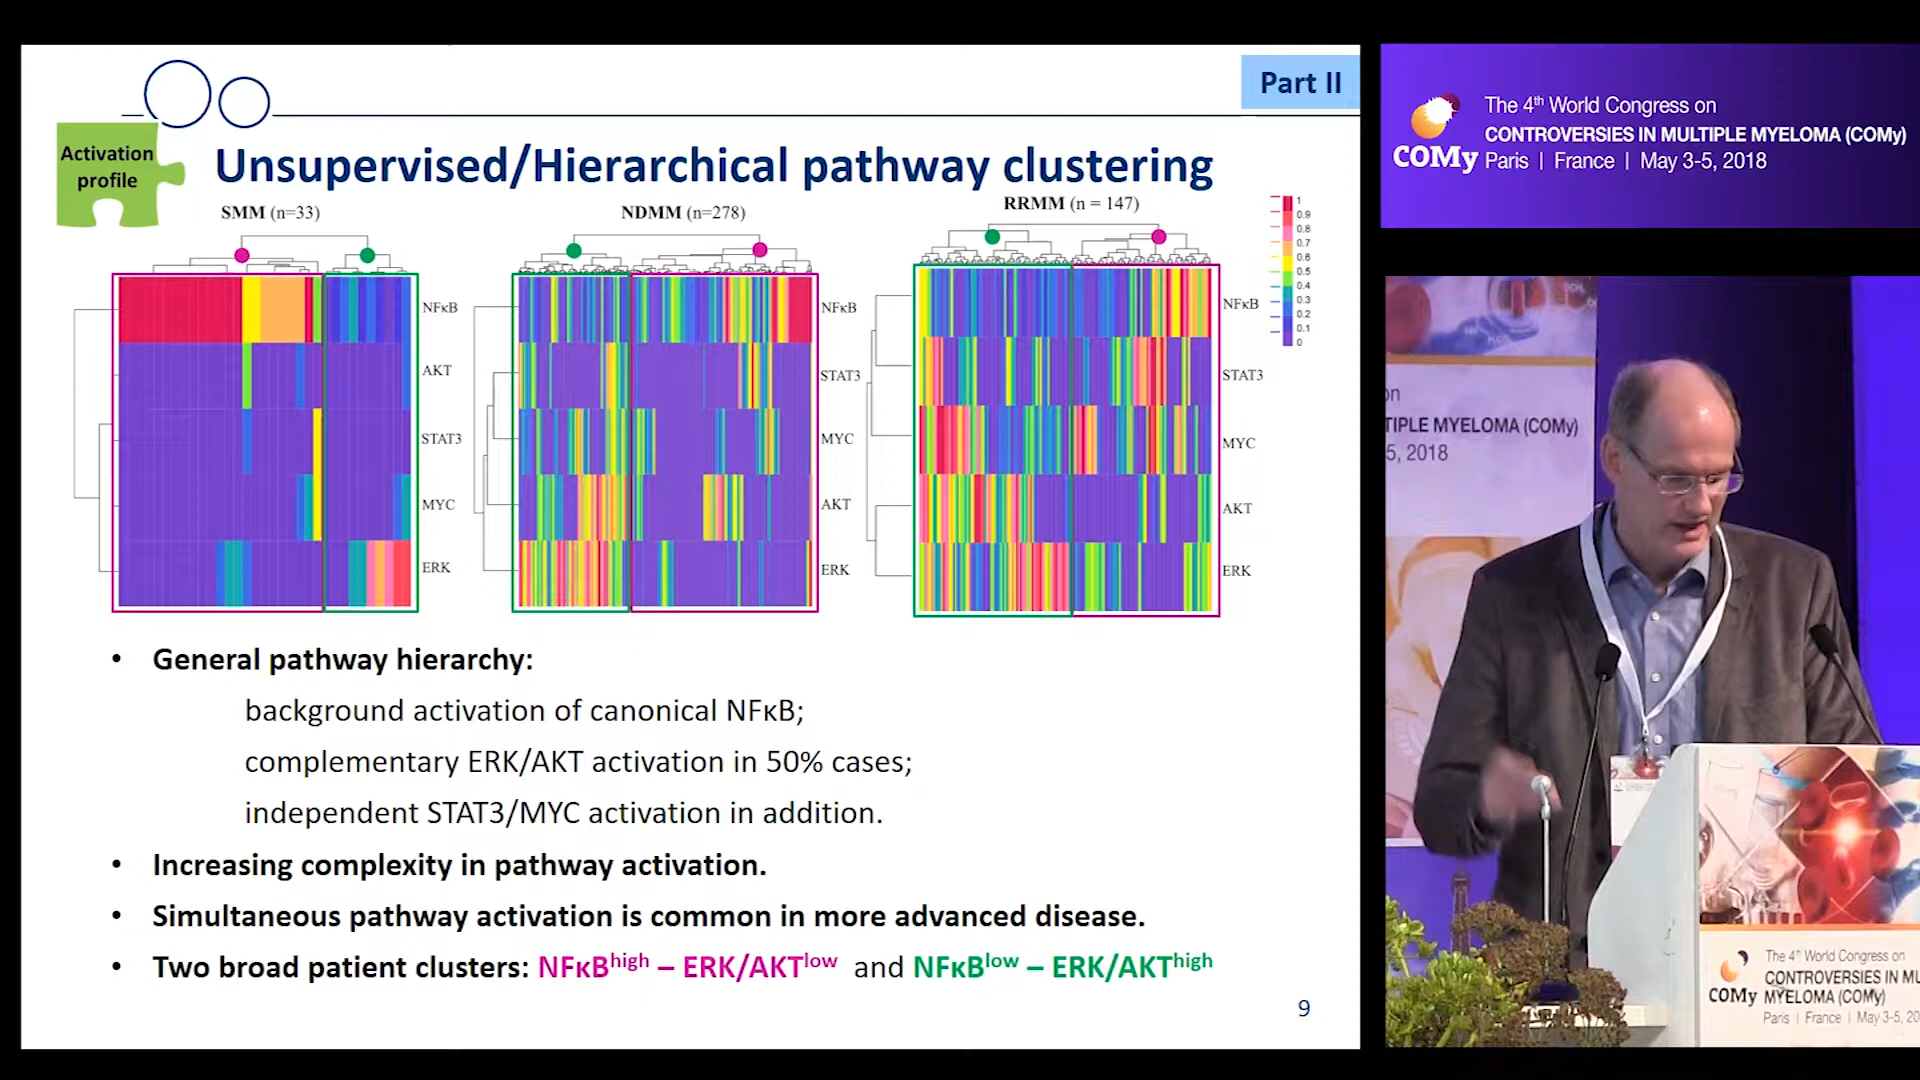 Part II
Activation
profile
Unsupervised/Hierarchical pathway clustering
SMM (n=33)
NDMM (n=278)
RRMM (n = 147)
NFκB
AKT
STAT3
MYC
ERK
NFκB
STAT3
MYC
AKT
ERK
NFκB
STAT3
MYC
AKT
ERK
1
0.9
0.8
0.7
0.6
0.5
0.4
0.3
0.2
0.1
0
• General pathway hierarchy:
background activation of canonical NFκB;
complementary ERK/AKT activation in 50% cases;
independent STAT3/MYC activation in addition.
• Increasing complexity in pathway activation.
• Simultaneous pathway activation is common in more advanced disease.
• Two broad patient clusters: NFκBhigh – ERK/AKTlow and NFκBlow – ERK/AKThigh
9
COMy
The 4th World Congress on
CONTROVERSIES IN MULTIPLE MYELOMA (COMy)
Paris | France | May 3-5, 2018
on
TIPLE MYELOMA (COMy)
5, 2018
COMy
The 4th World Congress on
CONTROVERSIES IN MU
MYELOMA (COMy)
Paris | France | May 3-5, 20